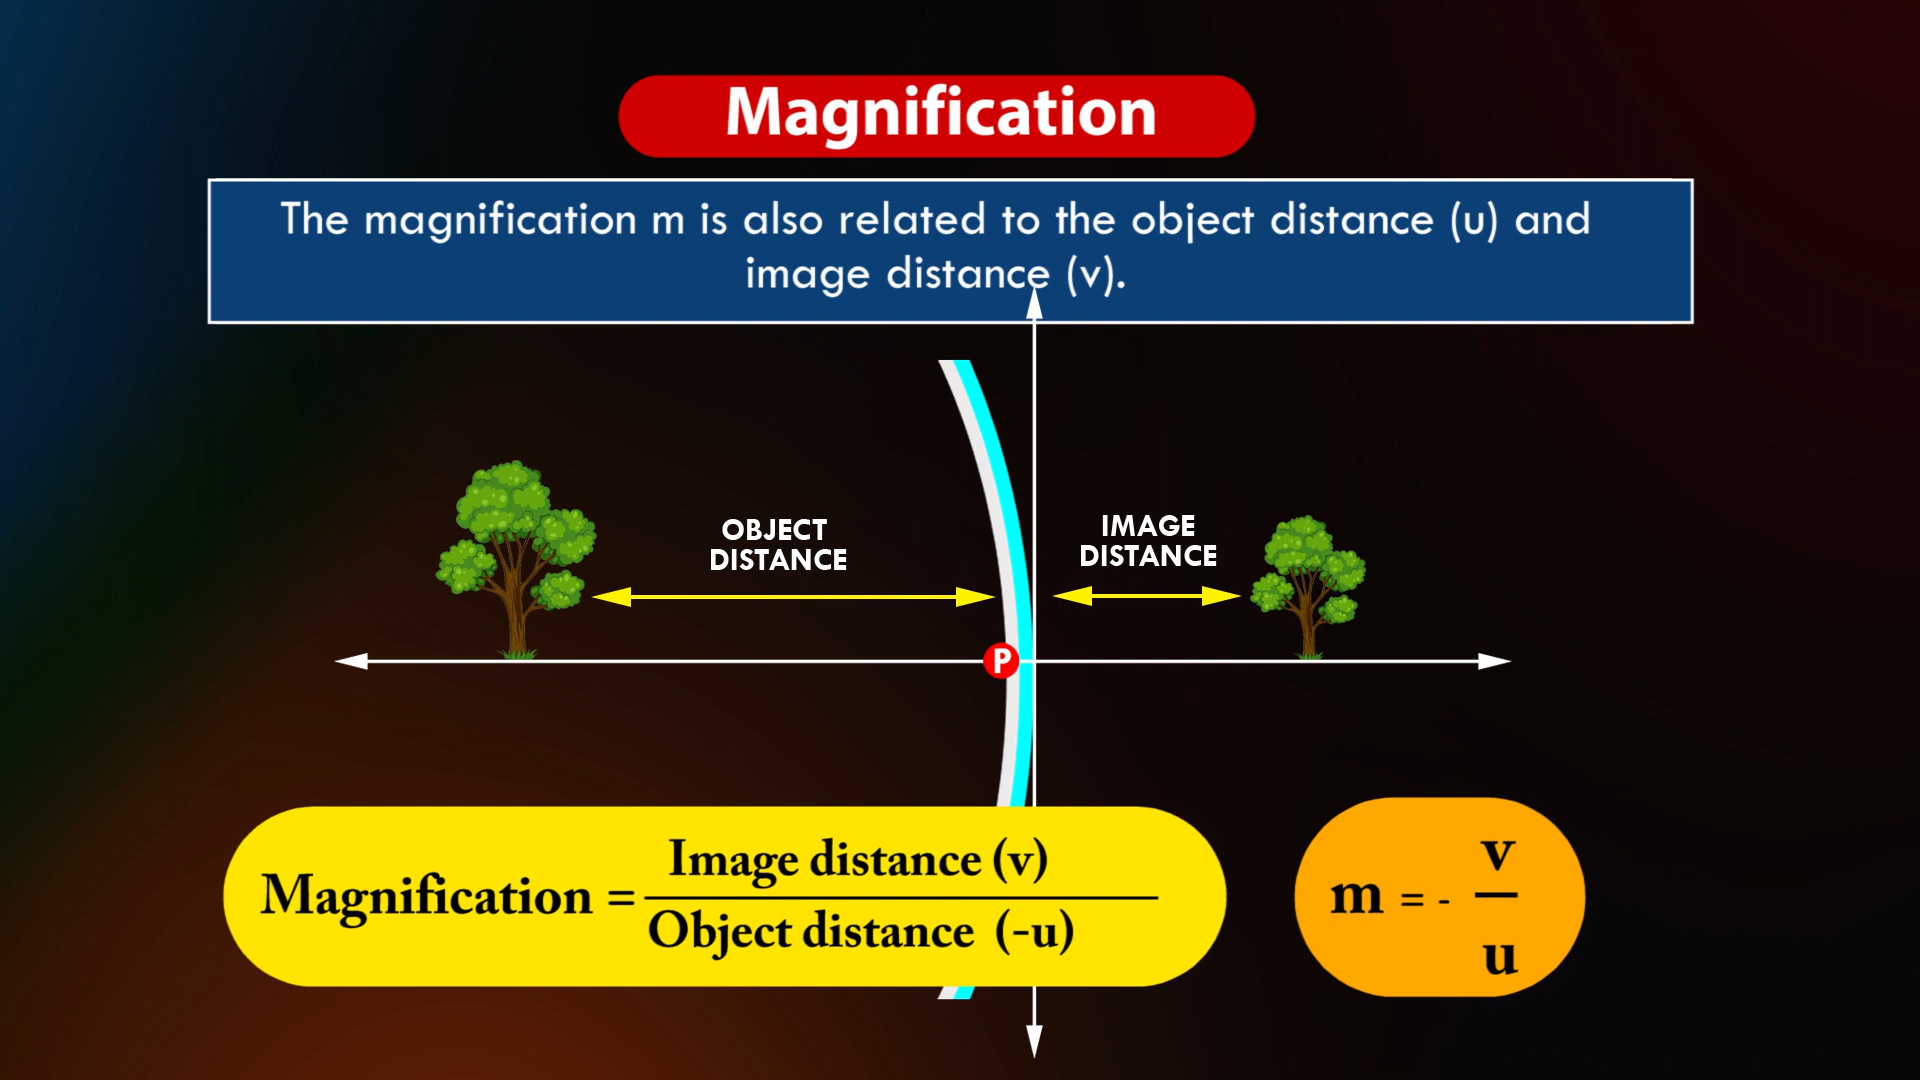 Magnification
The magnification m is also related to the object distance (u) and
image distance (v).
OBJECT
DISTANCE
IMAGE
DISTANCE
P
Magnification = Image distance (v)
Object distance (-u)
m = - v
u